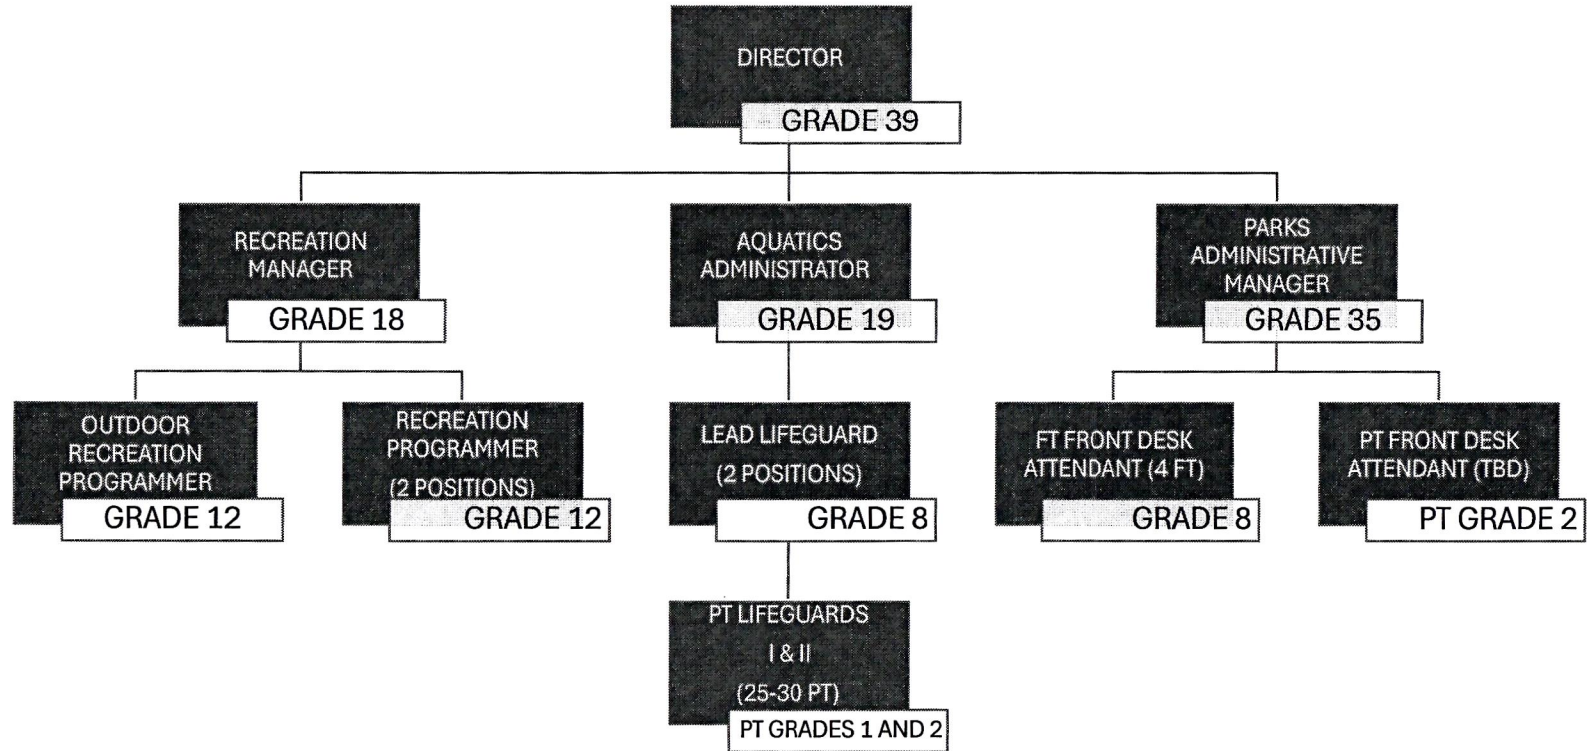 DIRECTOR
GRADE 39
RECREATION
MANAGER
GRADE 18
AQUATICS
ADMINISTRATOR
GRADE 19
PARKS
ADMINISTRATIVE
MANAGER
GRADE 35
OUTDOOR
RECREATION
PROGRAMMER
GRADE 12
RECREATION
PROGRAMMER
(2 POSITIONS)
GRADE 12
LEAD LIFEGUARD
(2 POSITIONS)
GRADE 8
FT FRONT DESK
ATTENDANT (4 FT)
GRADE 8
PT FRONT DESK
ATTENDANT (TBD)
PT GRADE 2
PT LIFEGUARDS
I & II
(25-30 PT)
PT GRADES 1 AND 2